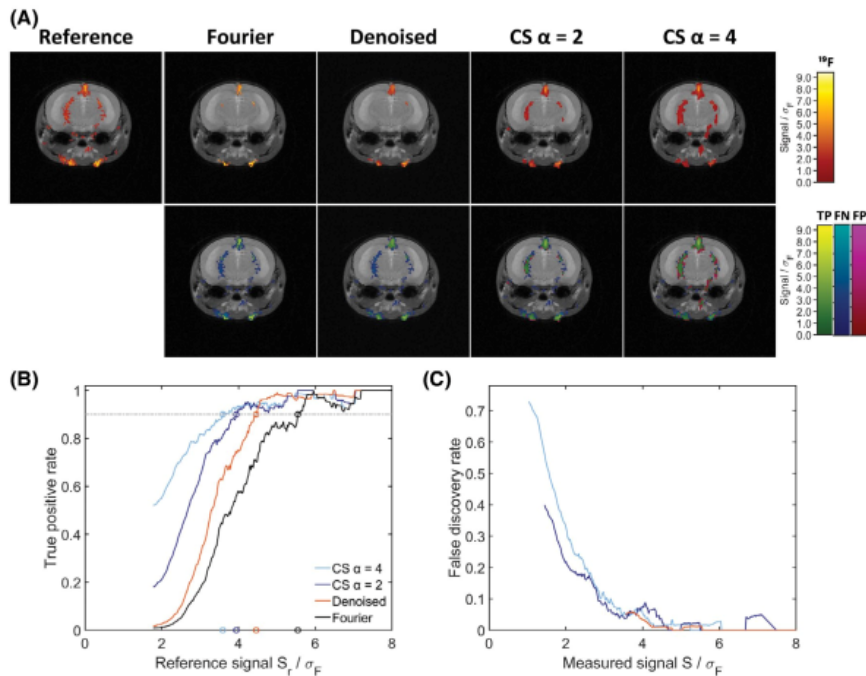 (A)
Reference Fourier Denoised CS α = 2 CS α = 4
¹⁹F
9.0
8.0
7.0
6.0
5.0
4.0
3.0
2.0
1.0
0.0
Signal / σF
TP FN FP
9.0
8.0
7.0
6.0
5.0
4.0
3.0
2.0
1.0
0.0
Signal / σF
(B)
1
0.8
0.6
0.4
0.2
0
True positive rate
CS α = 4
CS α = 2
Denoised
Fourier
0 2 4 6 8
Reference signal Sr / σF
(C)
0.7
0.6
0.5
0.4
0.3
0.2
0.1
0
False discovery rate
0 2 4 6 8
Measured signal S / σF